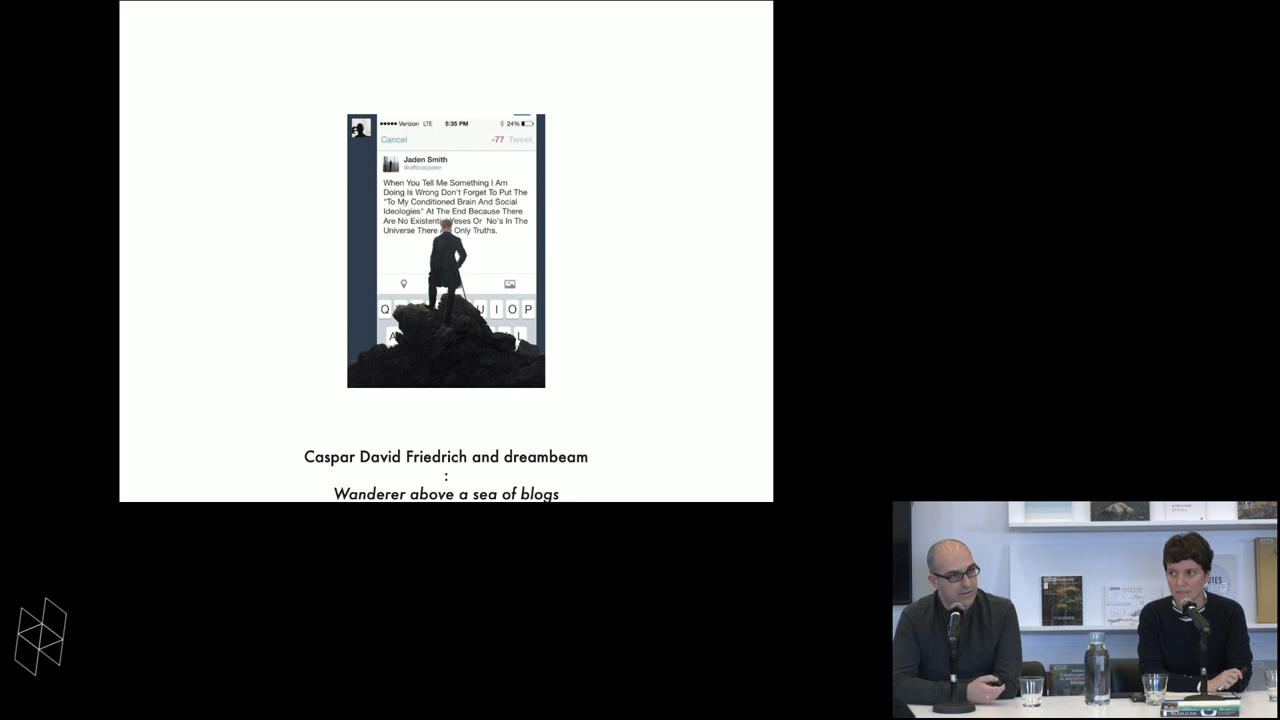 ●●●●● Verizon LTE 5:35 PM 24%
Cancel -77 Tweet
Jaden Smith
@officialjaden
When You Tell Me Something I Am
Doing Is Wrong Don't Forget To Put The
"To My Conditioned Brain And Social
Ideologies" At The End Because There
Are No Existential Yeses Or No's In The
Universe There Only Truths.
Q U I O P
A L
Caspar David Friedrich and dreambeam
:
Wanderer above a sea of blogs